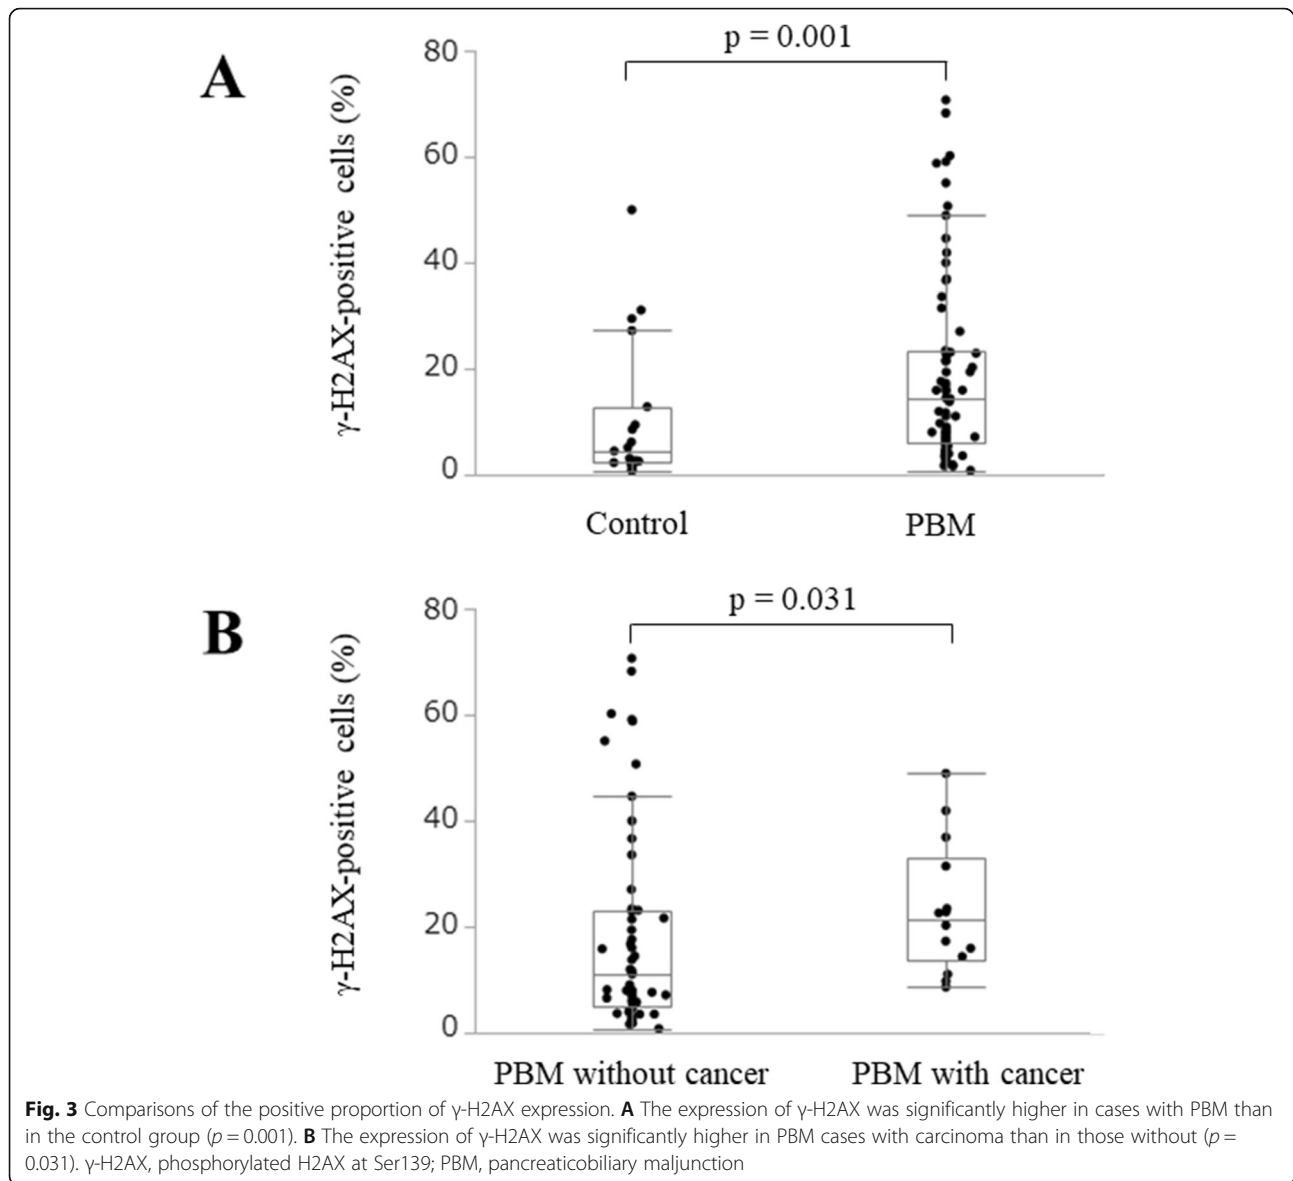 A
p = 0.001
γ-H2AX-positive cells (%)
80
60
40
20
0
Control PBM
B
p = 0.031
γ-H2AX-positive cells (%)
80
60
40
20
0
PBM without cancer PBM with cancer
Fig. 3 Comparisons of the positive proportion of γ-H2AX expression. A The expression of γ-H2AX was significantly higher in cases with PBM than
in the control group (p = 0.001). B The expression of γ-H2AX was significantly higher in PBM cases with carcinoma than in those without (p =
0.031). γ-H2AX, phosphorylated H2AX at Ser139; PBM, pancreaticobiliary maljunction